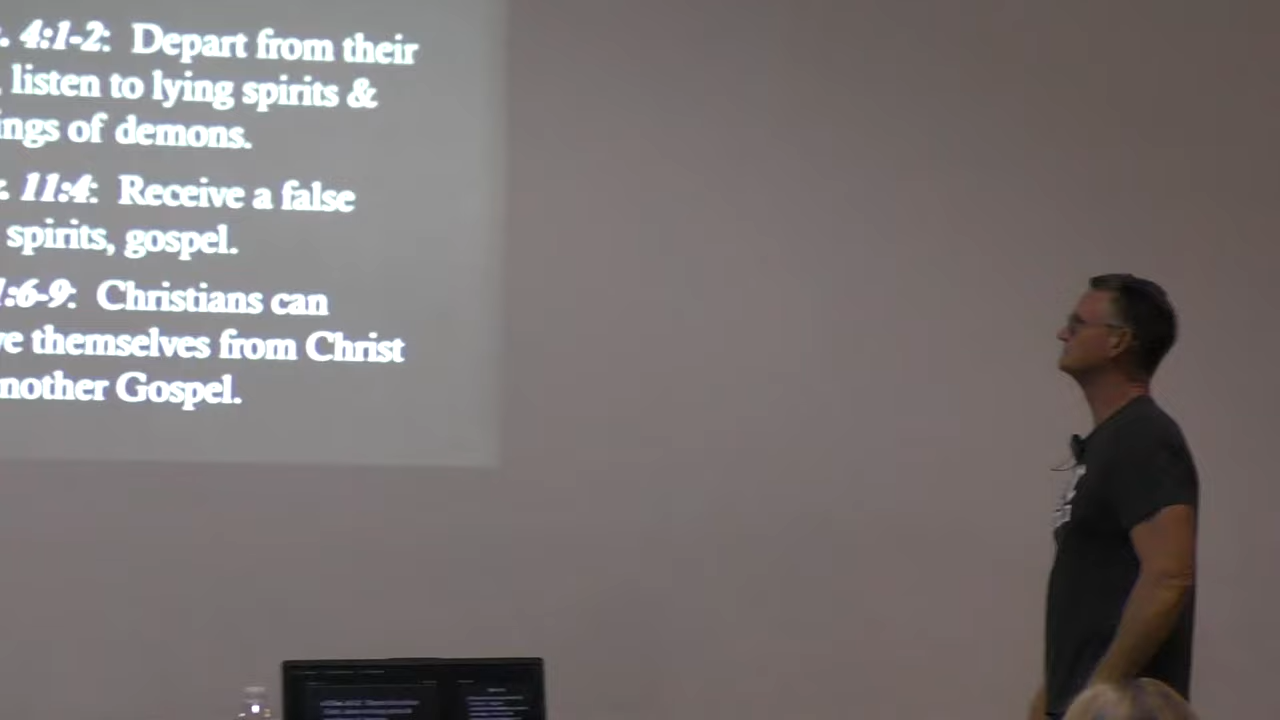 4:1-2: Depart from their
listen to lying spirits &
ings of demons.
11:4: Receive a false
spirits, gospel.
1:6-9: Christians can
ve themselves from Christ
nother Gospel.